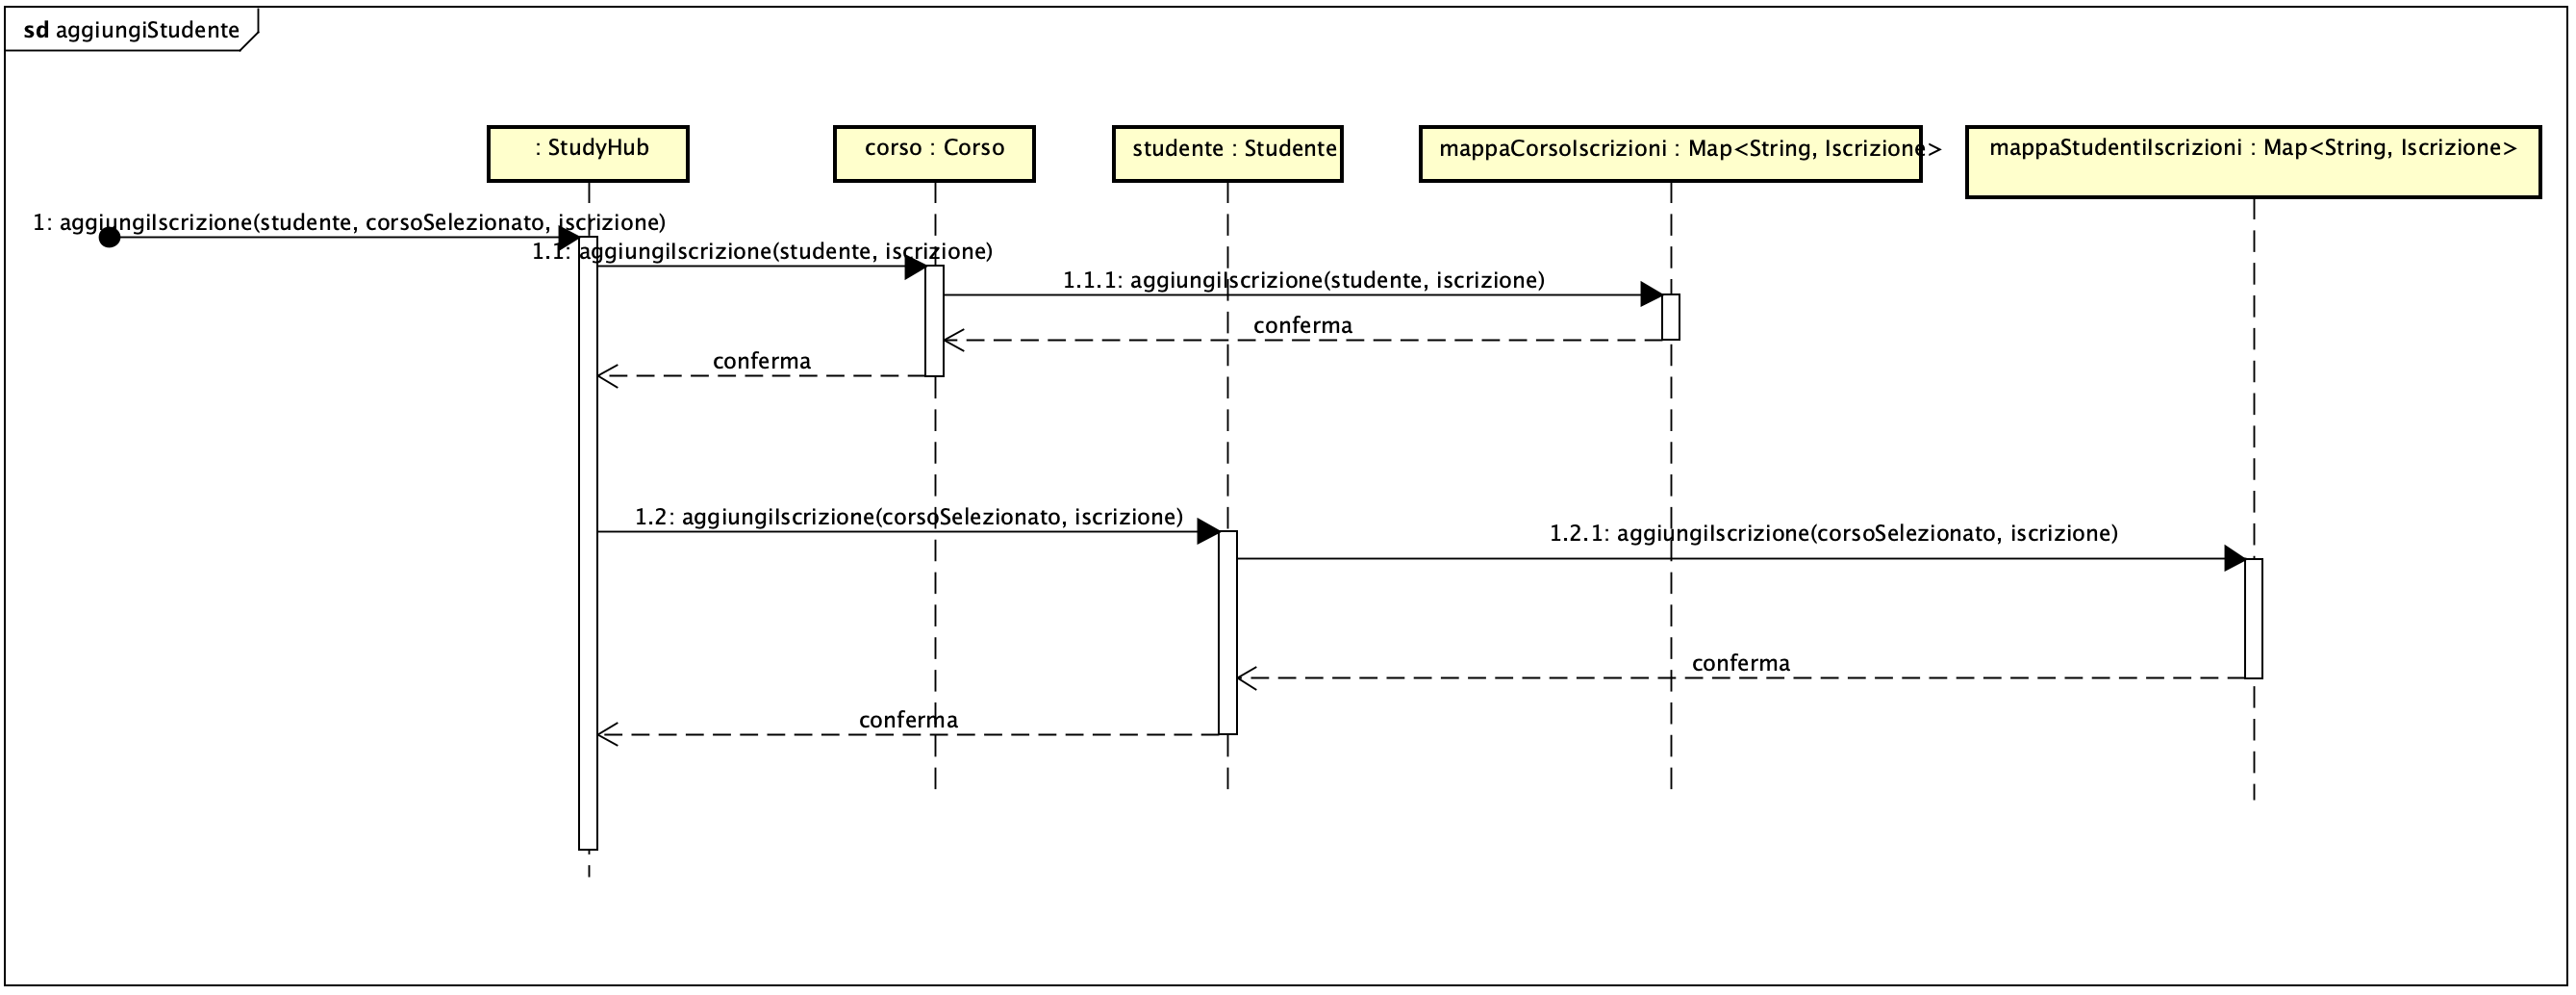 sd aggiungiStudente
: StudyHub
corso : Corso
studente : Studente
mappaCorsoIscrizioni : Map<String, Iscrizione>
mappaStudentiIscrizioni : Map<String, Iscrizione>
1: aggiungiIscrizione(studente, corsoSelezionato, iscrizione)
1.1: aggiungiIscrizione(studente, iscrizione)
1.1.1: aggiungiIscrizione(studente, iscrizione)
conferma
conferma
1.2: aggiungiIscrizione(corsoSelezionato, iscrizione)
1.2.1: aggiungiIscrizione(corsoSelezionato, iscrizione)
conferma
conferma